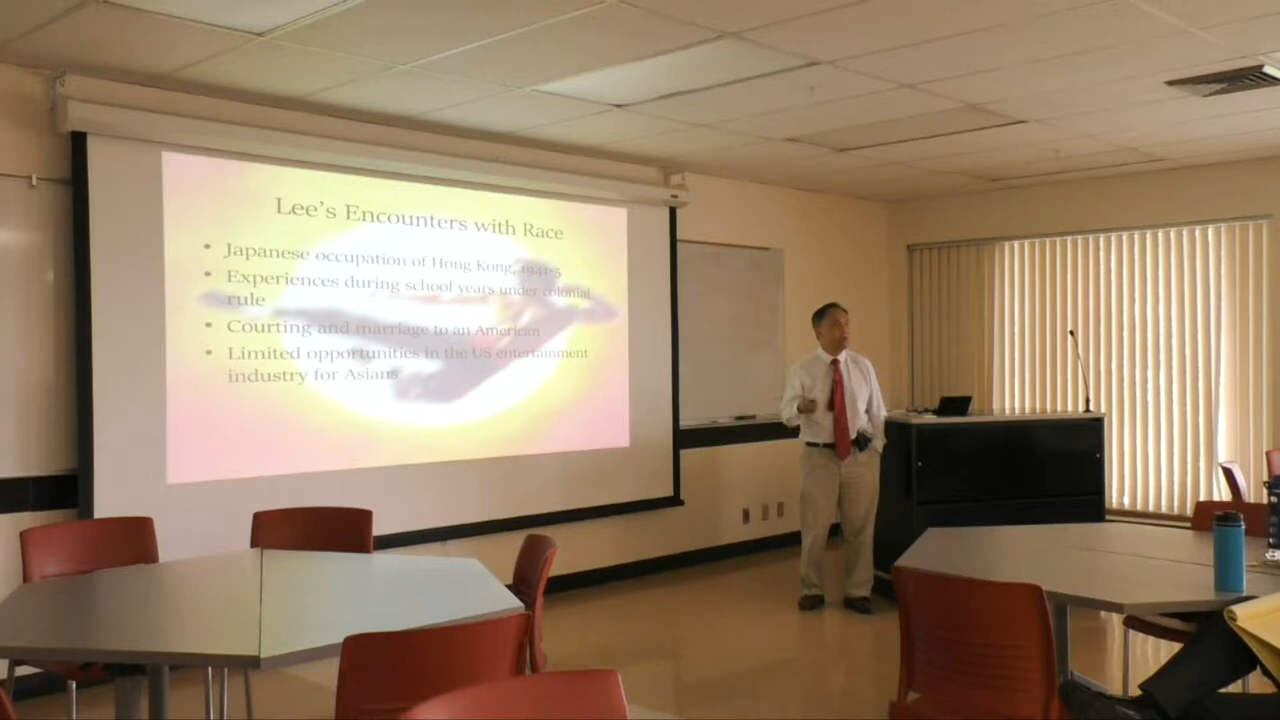 Lee's Encounters with Race
• Japanese occupation of Hong Kong, 1941-5
• Experiences during school years under colonial
rule
• Courting and marriage to an American
• Limited opportunities in the US entertainment
industry for Asians